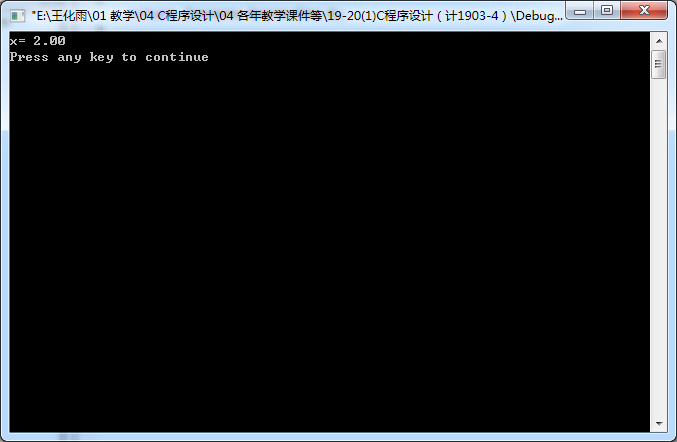 "E:\王化雨\01 教学\04 C程序设计\04 各年教学课件等\19-20(1)C程序设计（计1903-4）\Debug...
x= 2.00
Press any key to continue